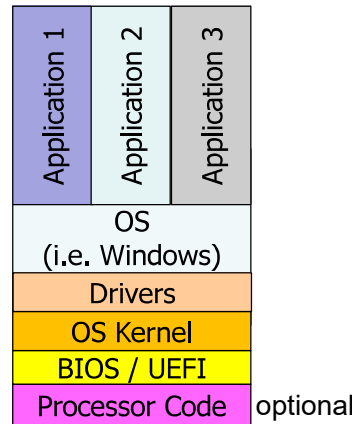 Application 1
Application 2
Application 3
OS
(i.e. Windows)
Drivers
OS Kernel
BIOS / UEFI
Processor Code optional